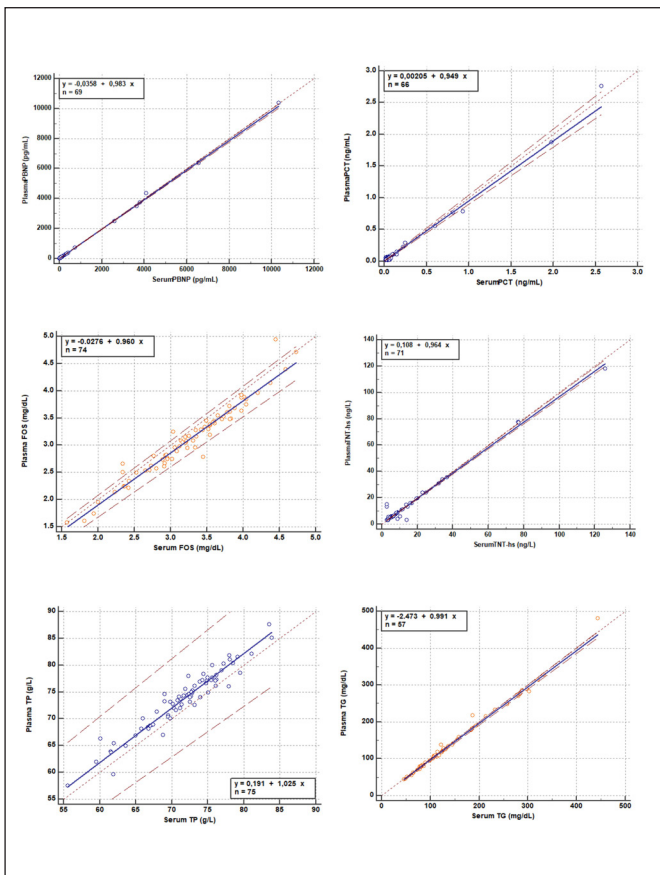 12000
10000
8000
6000
4000
2000
0
PlasmaPBNP (pg/mL)
y = -0,0358 + 0,983 x
n = 69
0 2000 4000 6000 8000 10000 12000
SerumPBNP (pg/mL)
3.0
2.5
2.0
1.5
1.0
0.5
0.0
PlasmaPCT (ng/mL)
y = 0,00205 + 0,949 x
n = 66
0.0 0.5 1.0 1.5 2.0 2.5 3.0
SerumPCT (ng/mL)
5.0
4.5
4.0
3.5
3.0
2.5
2.0
1.5
Plasma FOS (mg/dL)
y = -0.0276 + 0.960 x
n = 74
1.5 2.0 2.5 3.0 3.5 4.0 4.5 5.0
Serum FOS (mg/dL)
140
120
100
80
60
40
20
0
PlasmaTNT-hs (ng/L)
y = 0,108 + 0,964 x
n = 71
0 20 40 60 80 100 120 140
SerumTNT-hs (ng/L)
90
85
80
75
70
65
60
55
Plasma TP (g/L)
y = 0,191 + 1,025 x
n = 75
55 60 65 70 75 80 85 90
Serum TP (g/L)
500
400
300
200
100
0
Plasma TG (mg/dL)
y = -2.473 + 0.991 x
n = 57
0 100 200 300 400 500
Serum TG (mg/dL)